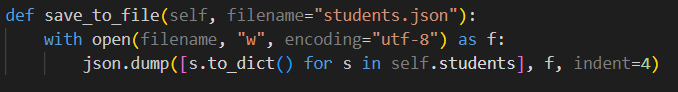 def save_to_file(self, filename="students.json"):
    with open(filename, "w", encoding="utf-8") as f:
        json.dump([s.to_dict() for s in self.students], f, indent=4)